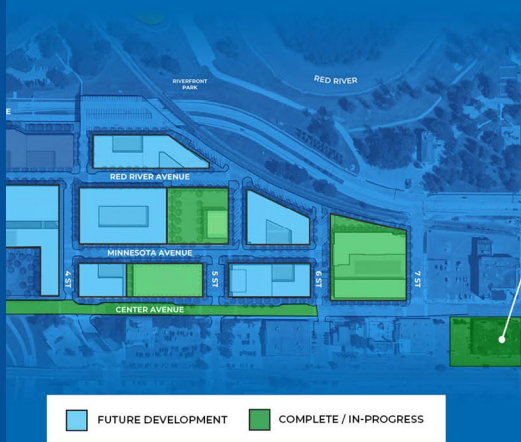 RIVERFRONT
PARK
RED RIVER
E
RED RIVER AVENUE
MINNESOTA AVENUE
4 ST
5 ST
6 ST
7 ST
CENTER AVENUE
FUTURE DEVELOPMENT
COMPLETE / IN-PROGRESS